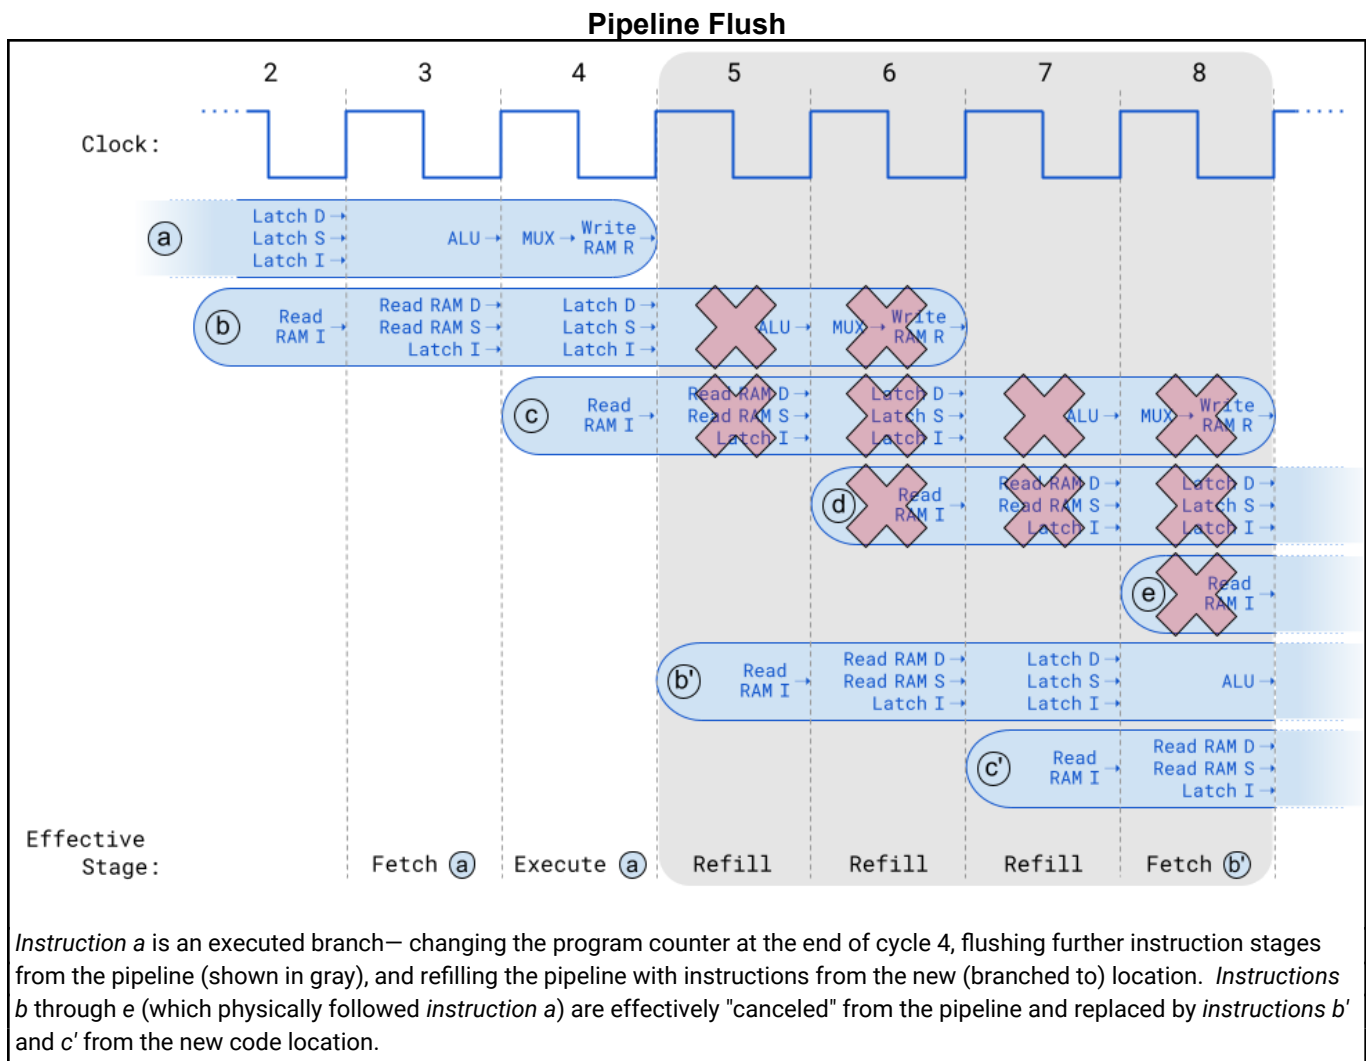 Pipeline Flush
2 3 4 5 6 7 8
Clock:
a
Latch D
Latch S
Latch I
ALU
MUX
Write
RAM R
b
Read
RAM I
Read RAM D
Read RAM S
Latch I
Latch D
Latch S
Latch I
ALU
MUX
Write
RAM R
c
Read
RAM I
Read RAM D
Read RAM S
Latch I
Latch D
Latch S
Latch I
ALU
MUX
Write
RAM R
d
Read
RAM I
Read RAM D
Read RAM S
Latch I
Latch D
Latch S
Latch I
e
Read
RAM I
b'
Read
RAM I
Read RAM D
Read RAM S
Latch I
Latch D
Latch S
Latch I
ALU
c'
Read
RAM I
Read RAM D
Read RAM S
Latch I
Effective
Stage:
Fetch a Execute a Refill Refill Refill Fetch b'
Instruction a is an executed branch— changing the program counter at the end of cycle 4, flushing further instruction stages
from the pipeline (shown in gray), and refilling the pipeline with instructions from the new (branched to) location. Instructions
b through e (which physically followed instruction a) are effectively "canceled" from the pipeline and replaced by instructions b'
and c' from the new code location.